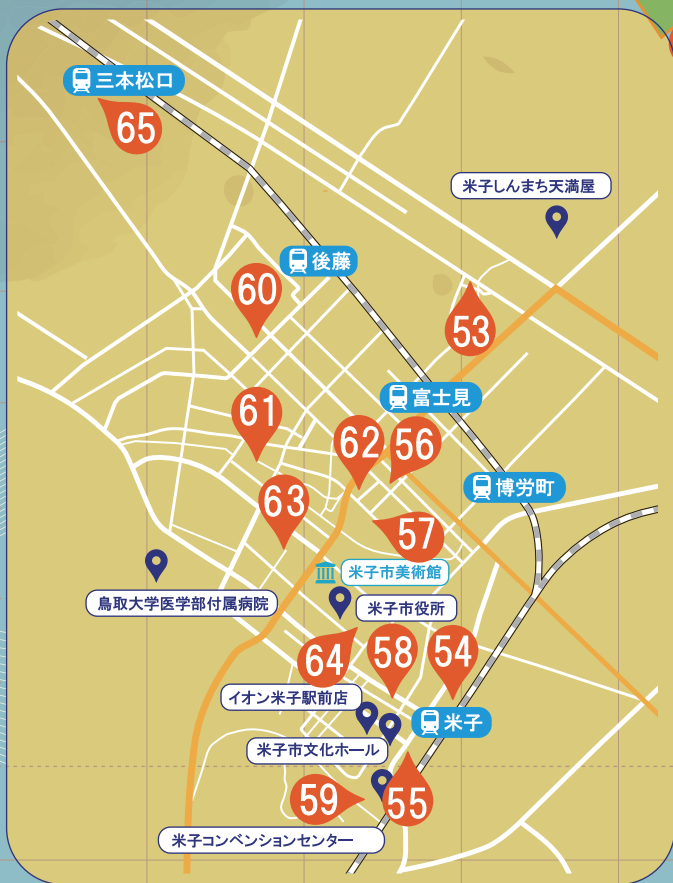 三本松口
65
米子しんまち天満屋
後藤
60
53
富士見
61
62
56
博労町
63
57
米子市美術館
鳥取大学医学部付属病院
米子市役所
64
58
54
イオン米子駅前店
米子
米子市文化ホール
59
55
米子コンベンションセンター